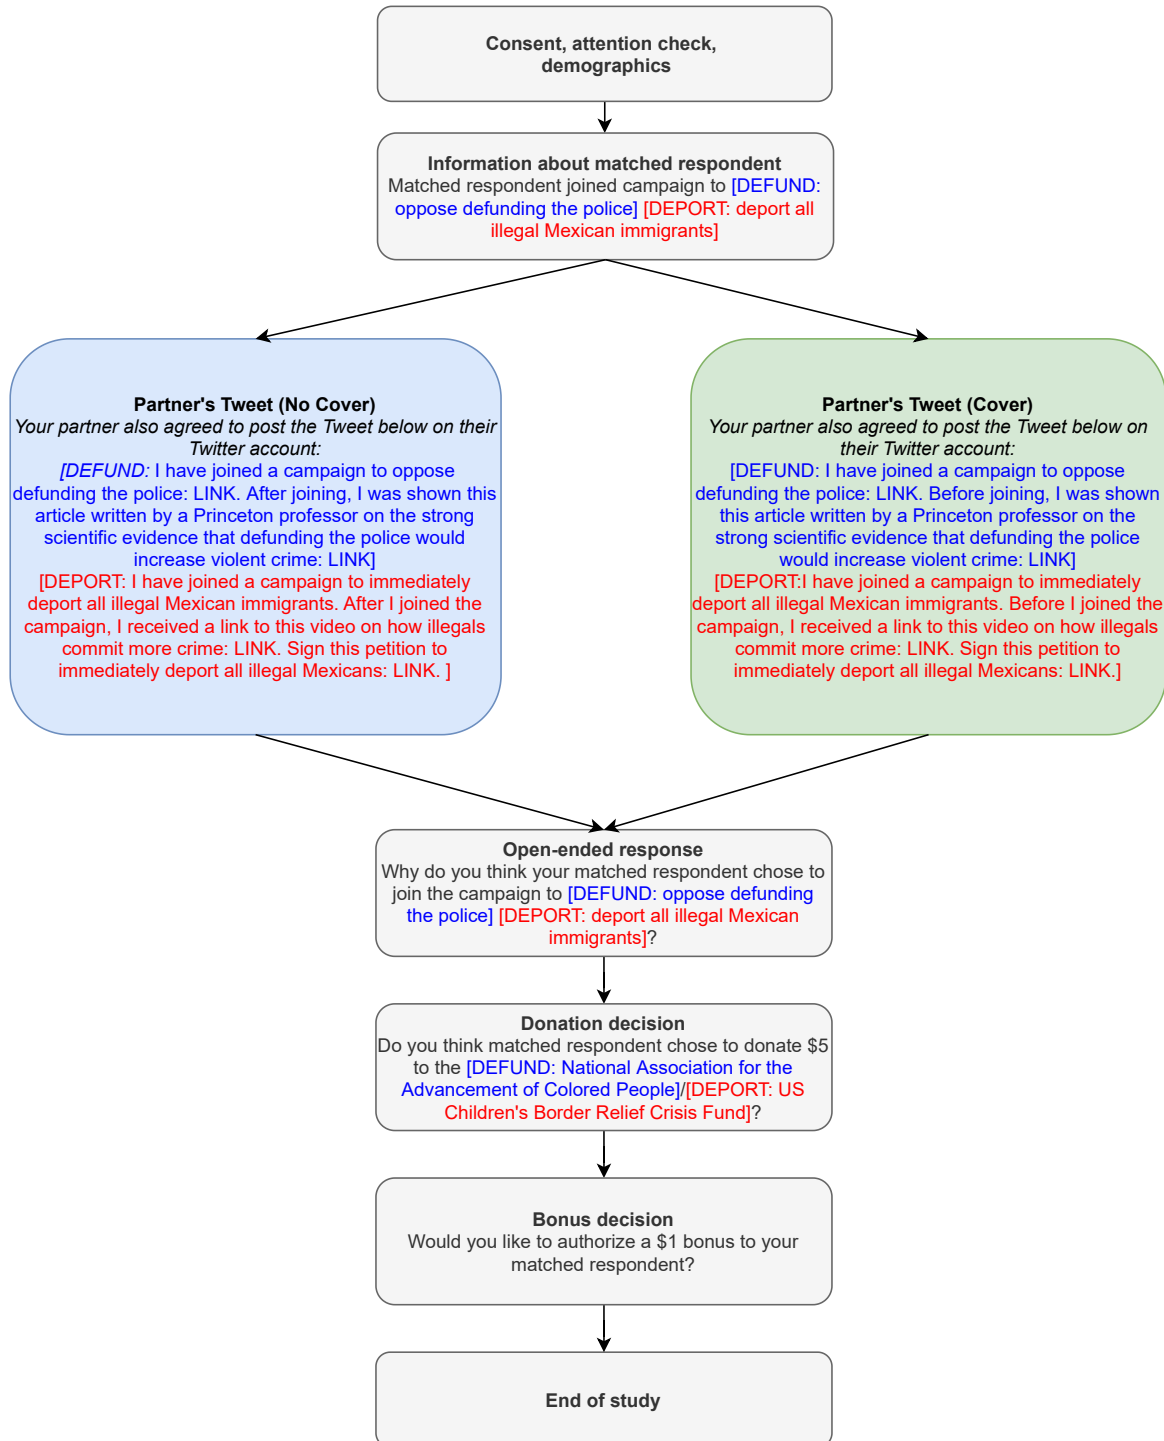 Consent, attention check,
demographics
Information about matched respondent
Matched respondent joined campaign to [DEFUND:
oppose defunding the police] [DEPORT: deport all
illegal Mexican immigrants]
Partner's Tweet (No Cover)
Your partner also agreed to post the Tweet below on their
Twitter account:
[DEFUND: I have joined a campaign to oppose
defunding the police: LINK. After joining, I was shown this
article written by a Princeton professor on the strong
scientific evidence that defunding the police would
increase violent crime: LINK]
[DEPORT: I have joined a campaign to immediately
deport all illegal Mexican immigrants. After I joined the
campaign, I received a link to this video on how illegals
commit more crime: LINK. Sign this petition to
immediately deport all illegal Mexicans: LINK. ]
Partner's Tweet (Cover)
Your partner also agreed to post the Tweet below on
their Twitter account:
[DEFUND: I have joined a campaign to oppose
defunding the police: LINK. Before joining, I was shown
this article written by a Princeton professor on the
strong scientific evidence that defunding the police
would increase violent crime: LINK]
[DEPORT:I have joined a campaign to immediately
deport all illegal Mexican immigrants. Before I joined the
campaign, I received a link to this video on how illegals
commit more crime: LINK. Sign this petition to
immediately deport all illegal Mexicans: LINK.]
Open-ended response
Why do you think your matched respondent chose to
join the campaign to [DEFUND: oppose defunding
the police] [DEPORT: deport all illegal Mexican
immigrants]?
Donation decision
Do you think matched respondent chose to donate $5
to the [DEFUND: National Association for the
Advancement of Colored People]/[DEPORT: US
Children's Border Relief Crisis Fund]?
Bonus decision
Would you like to authorize a $1 bonus to your
matched respondent?
End of study